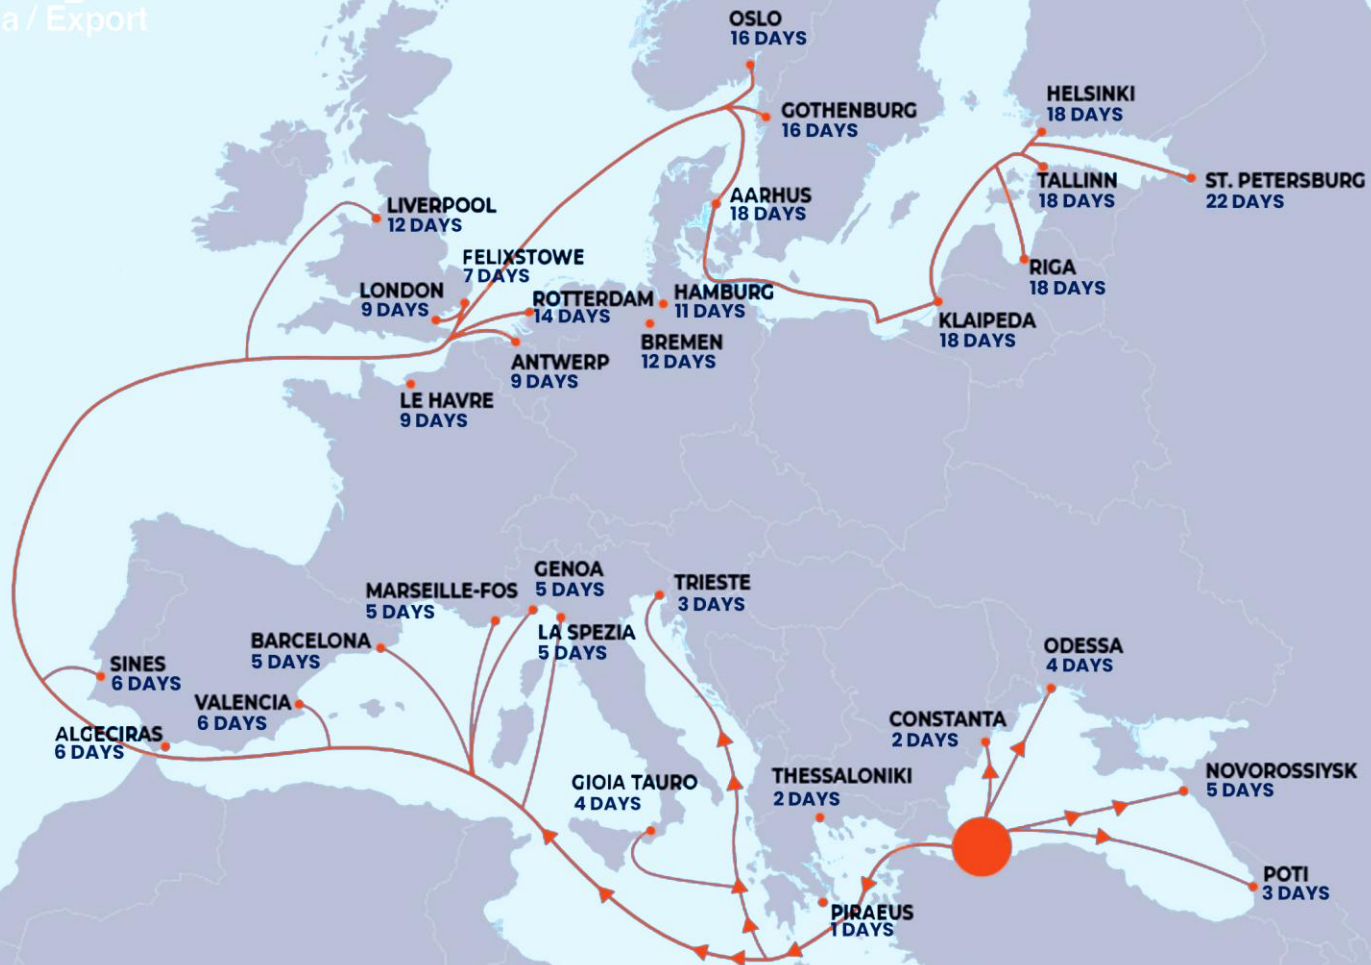 a / Export
OSLO
16 DAYS
GOTHENBURG
16 DAYS
HELSINKI
18 DAYS
TALLINN
18 DAYS
ST. PETERSBURG
22 DAYS
LIVERPOOL
12 DAYS
AARHUS
18 DAYS
FELIXSTOWE
7 DAYS
RIGA
18 DAYS
LONDON
9 DAYS
ROTTERDAM
14 DAYS
HAMBURG
11 DAYS
KLAIPEDA
18 DAYS
BREMEN
12 DAYS
ANTWERP
9 DAYS
LE HAVRE
9 DAYS
GENOA
5 DAYS
TRIESTE
3 DAYS
MARSEILLE-FOS
5 DAYS
LA SPEZIA
5 DAYS
BARCELONA
5 DAYS
ODESSA
4 DAYS
SINES
6 DAYS
VALENCIA
6 DAYS
CONSTANTA
2 DAYS
ALGECIRAS
6 DAYS
NOVOROSSIYSK
5 DAYS
THESSALONIKI
2 DAYS
GIOIA TAURO
4 DAYS
POTI
3 DAYS
PIRAEUS
1 DAYS